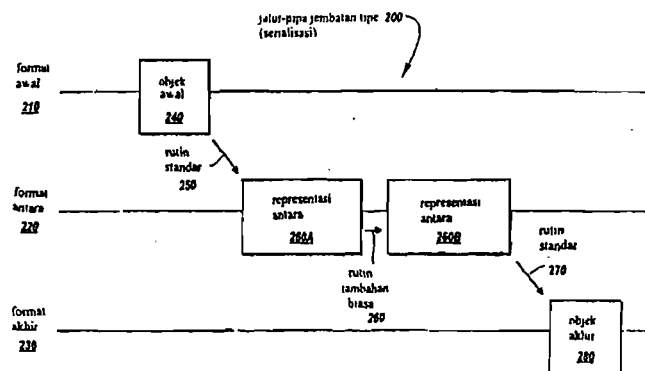 jalur-pipa jembatan tipe 200
(serialisasi)
format
awal
210
objek
awal
240
rutin
standar
250
format
antara
220
representasi
antara
260A
representasi
antara
260B
rutin
tambahan
biasa
260
rutin
standar
270
format
akhir
230
objek
akhir
280